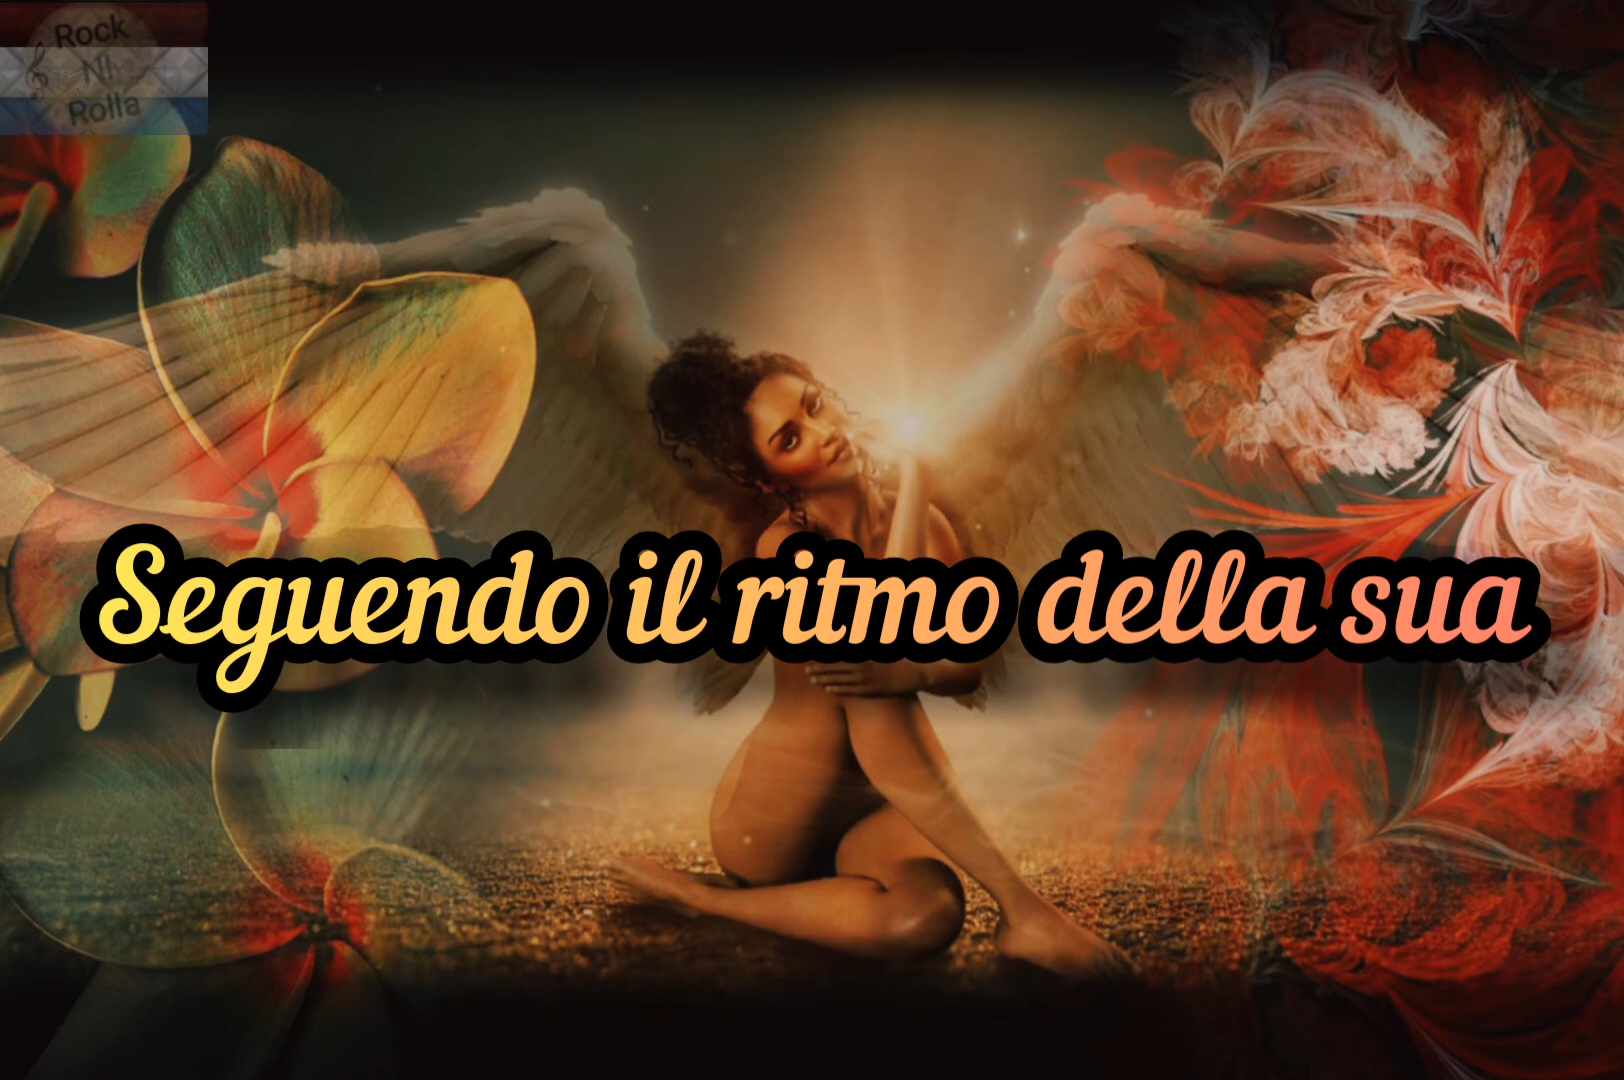 Rock
N'
Rolla
Seguendo il ritmo della sua